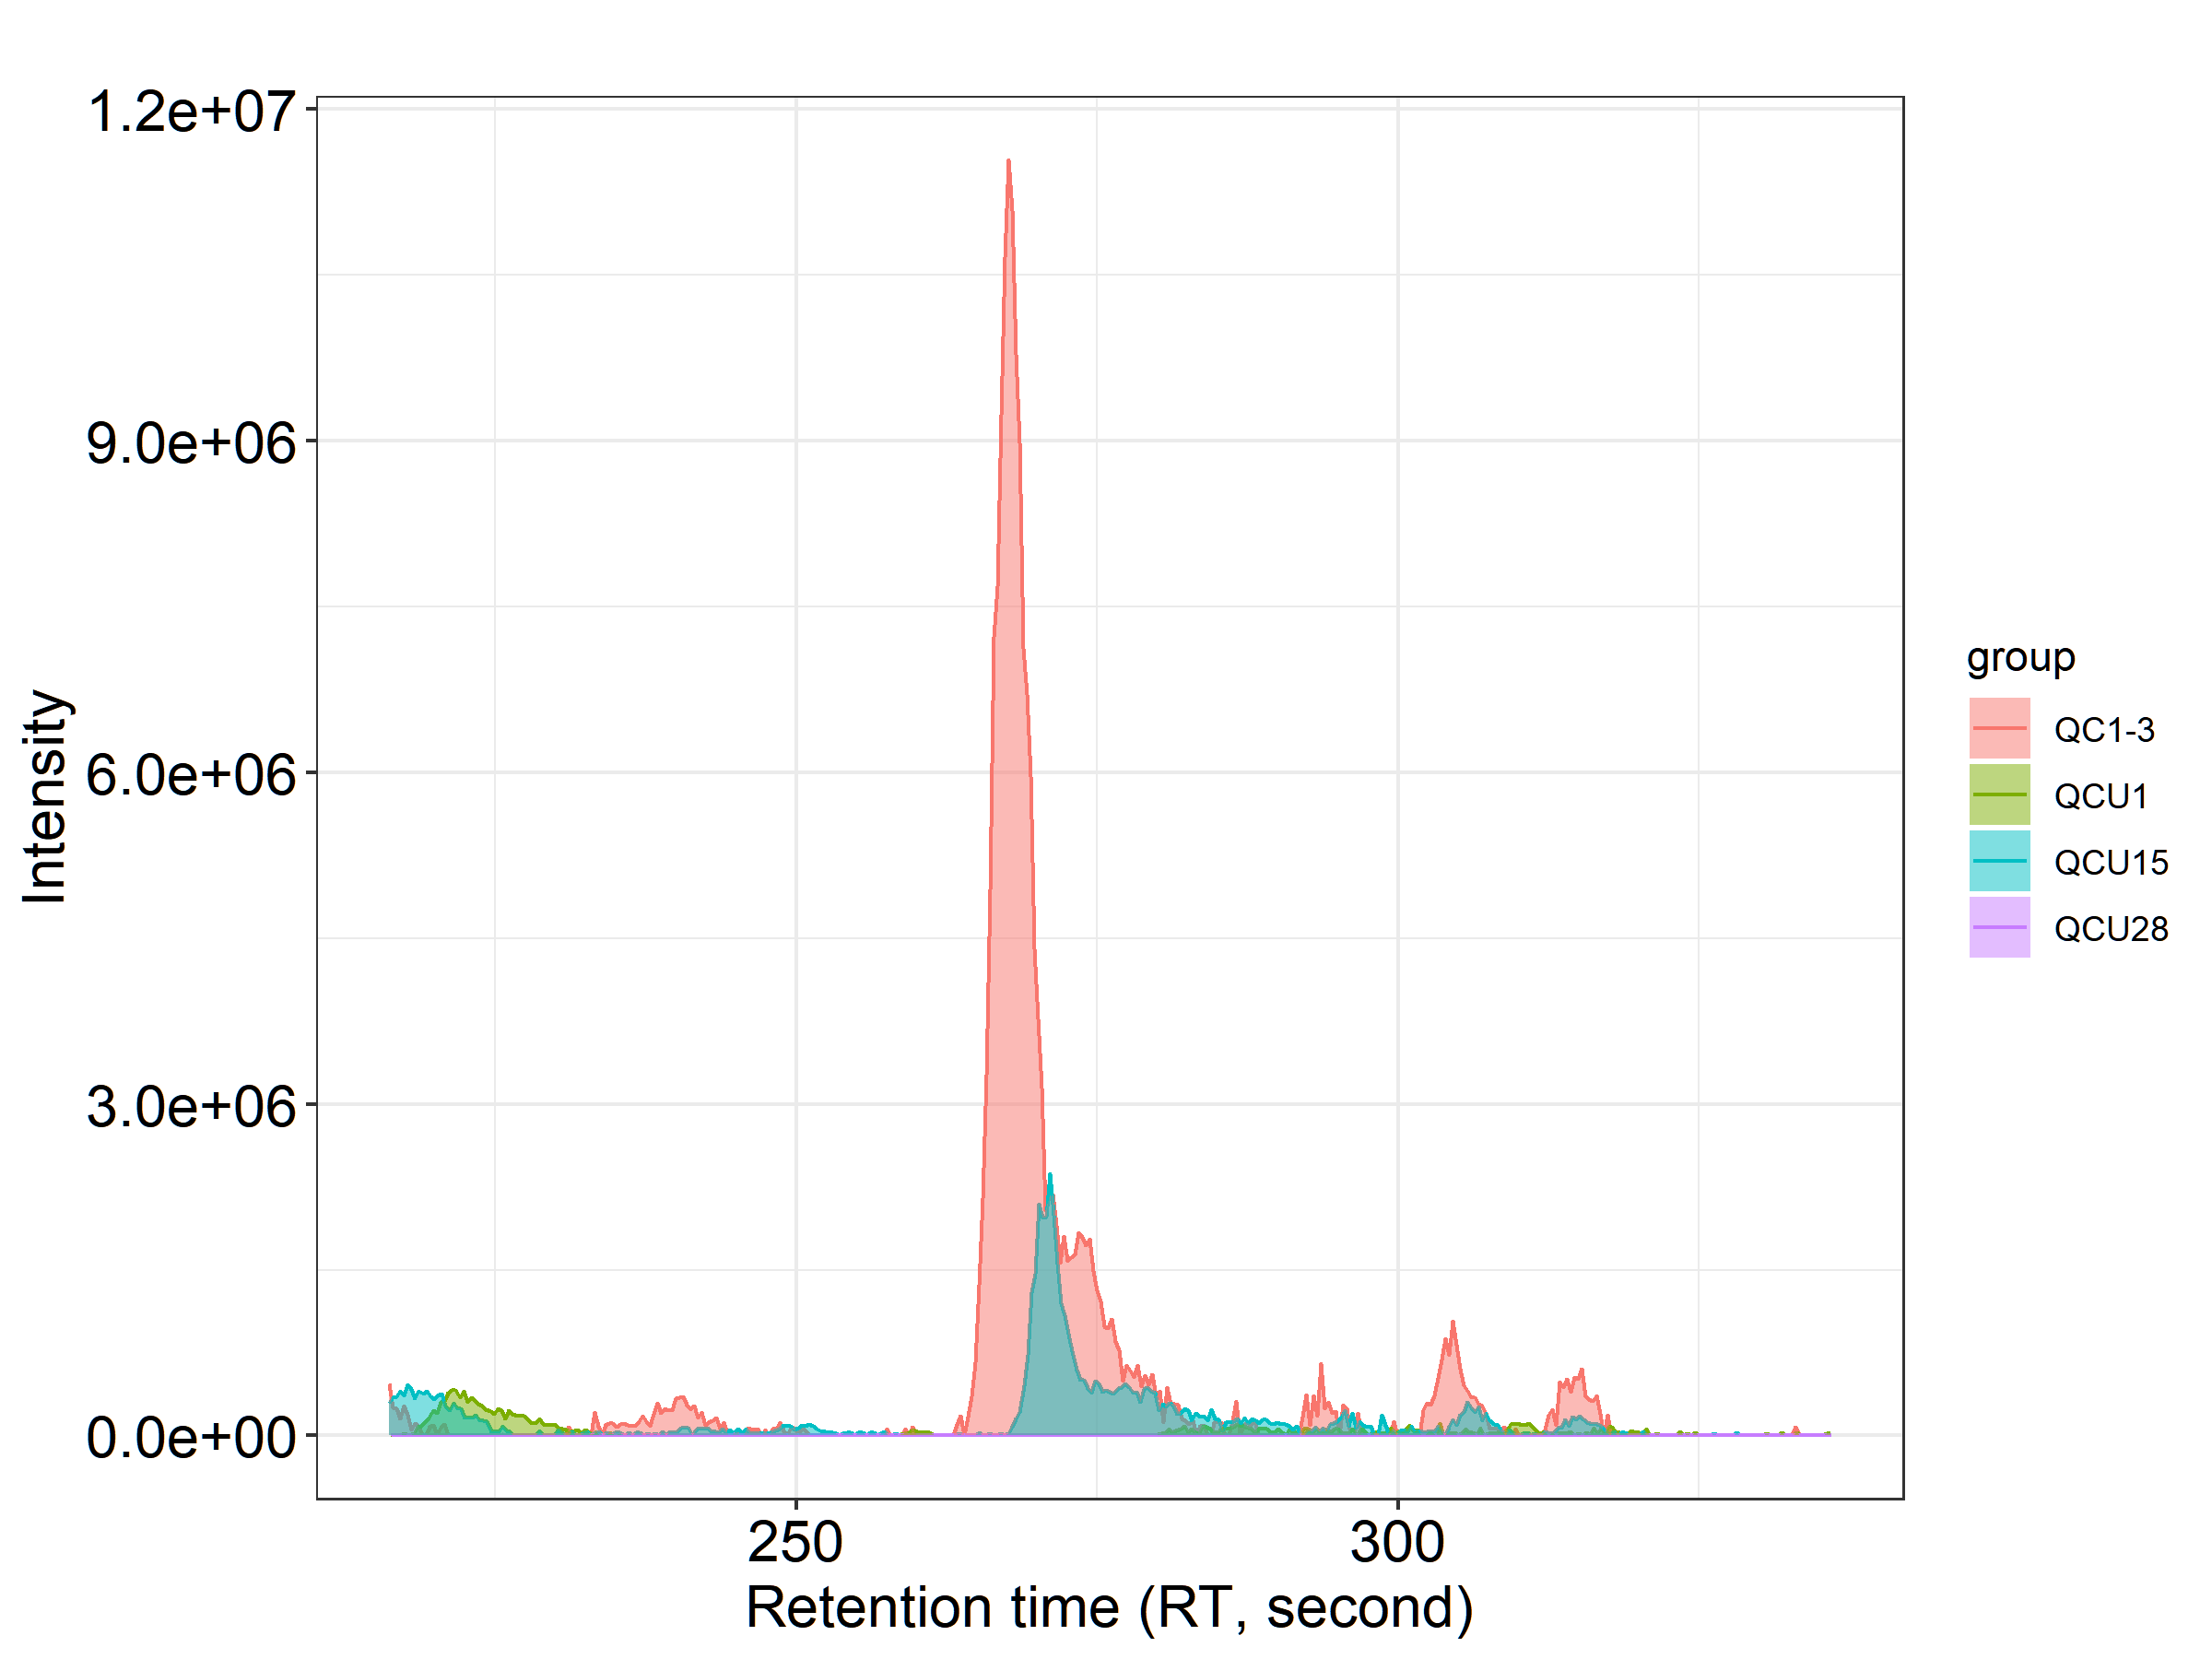 1.2e+07
9.0e+06
6.0e+06
3.0e+06
0.0e+00
Intensity
250
300
Retention time (RT, second)
group
QC1-3
QCU1
QCU15
QCU28